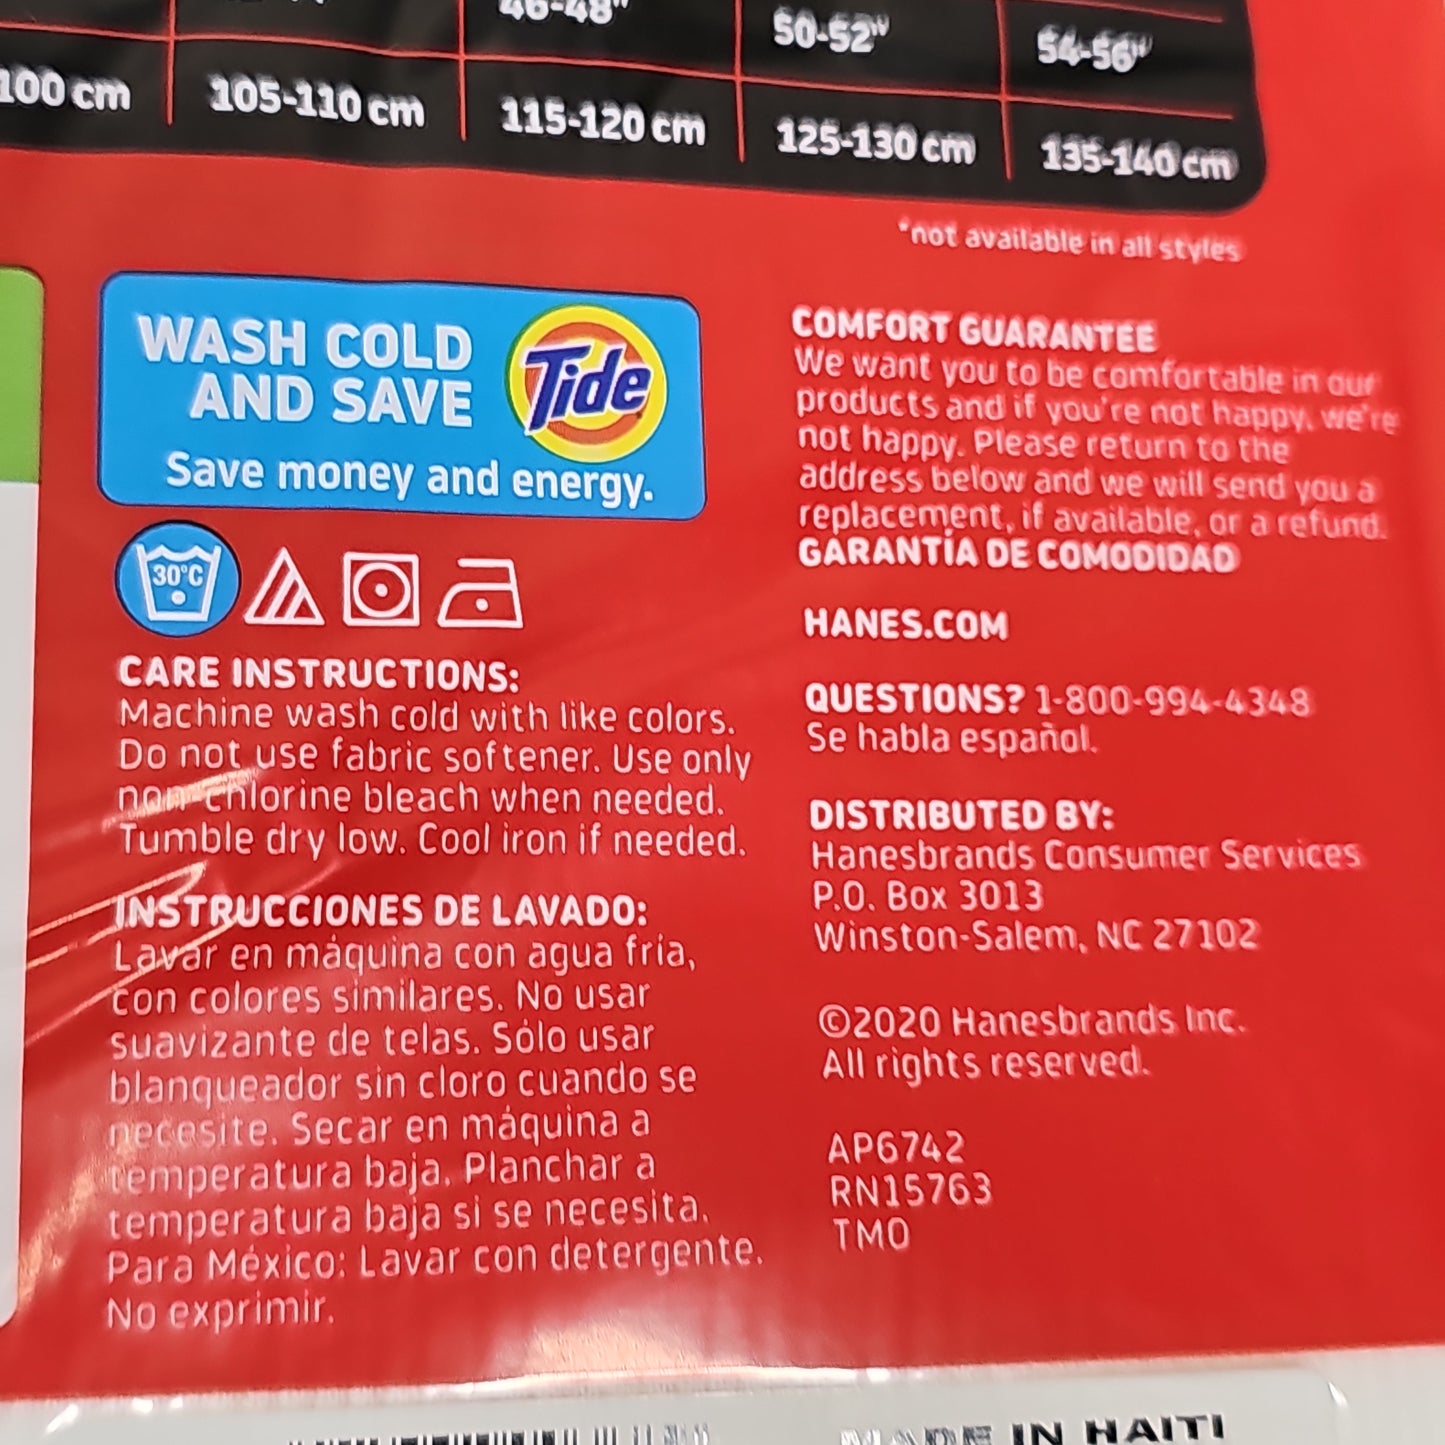 46-48" 50-52" 54-56"
100 cm 105-110 cm 115-120 cm 125-130 cm 135-140 cm
*not available in all styles
WASH COLD
AND SAVE
Tide
Save money and energy.
30°C
CARE INSTRUCTIONS:
Machine wash cold with like colors.
Do not use fabric softener. Use only
non-chlorine bleach when needed.
Tumble dry low. Cool iron if needed.
INSTRUCCIONES DE LAVADO:
Lavar en máquina con agua fría,
con colores similares. No usar
suavizante de telas. Sólo usar
blanqueador sin cloro cuando se
necesite. Secar en máquina a
temperatura baja. Planchar a
temperatura baja si se necesita.
Para México: Lavar con detergente.
No exprimir.
COMFORT GUARANTEE
We want you to be comfortable in our
products and if you're not happy, we're
not happy. Please return to the
address below and we will send you a
replacement, if available, or a refund.
GARANTÍA DE COMODIDAD
HANES.COM
QUESTIONS? 1-800-994-4348
Se habla español.
DISTRIBUTED BY:
Hanesbrands Consumer Services
P.O. Box 3013
Winston-Salem, NC 27102
©2020 Hanesbrands Inc.
All rights reserved.
AP6742
RN15763
TMO
MADE IN HAITI